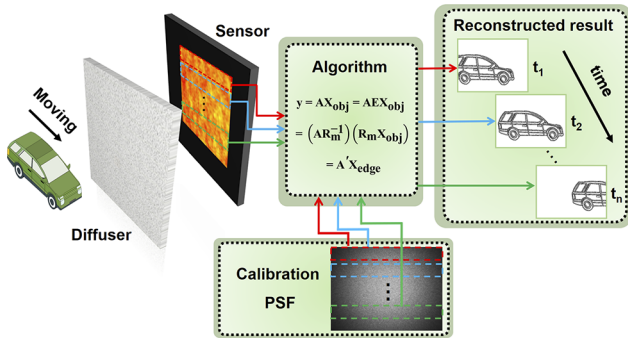 Sensor
Moving
Diffuser
Algorithm
y = AX_obj = AEX_obj
= (AR_m^-1)(R_mX_obj)
= A'X_edge
Calibration
PSF
Reconstructed result
t_1
time
t_2
t_n